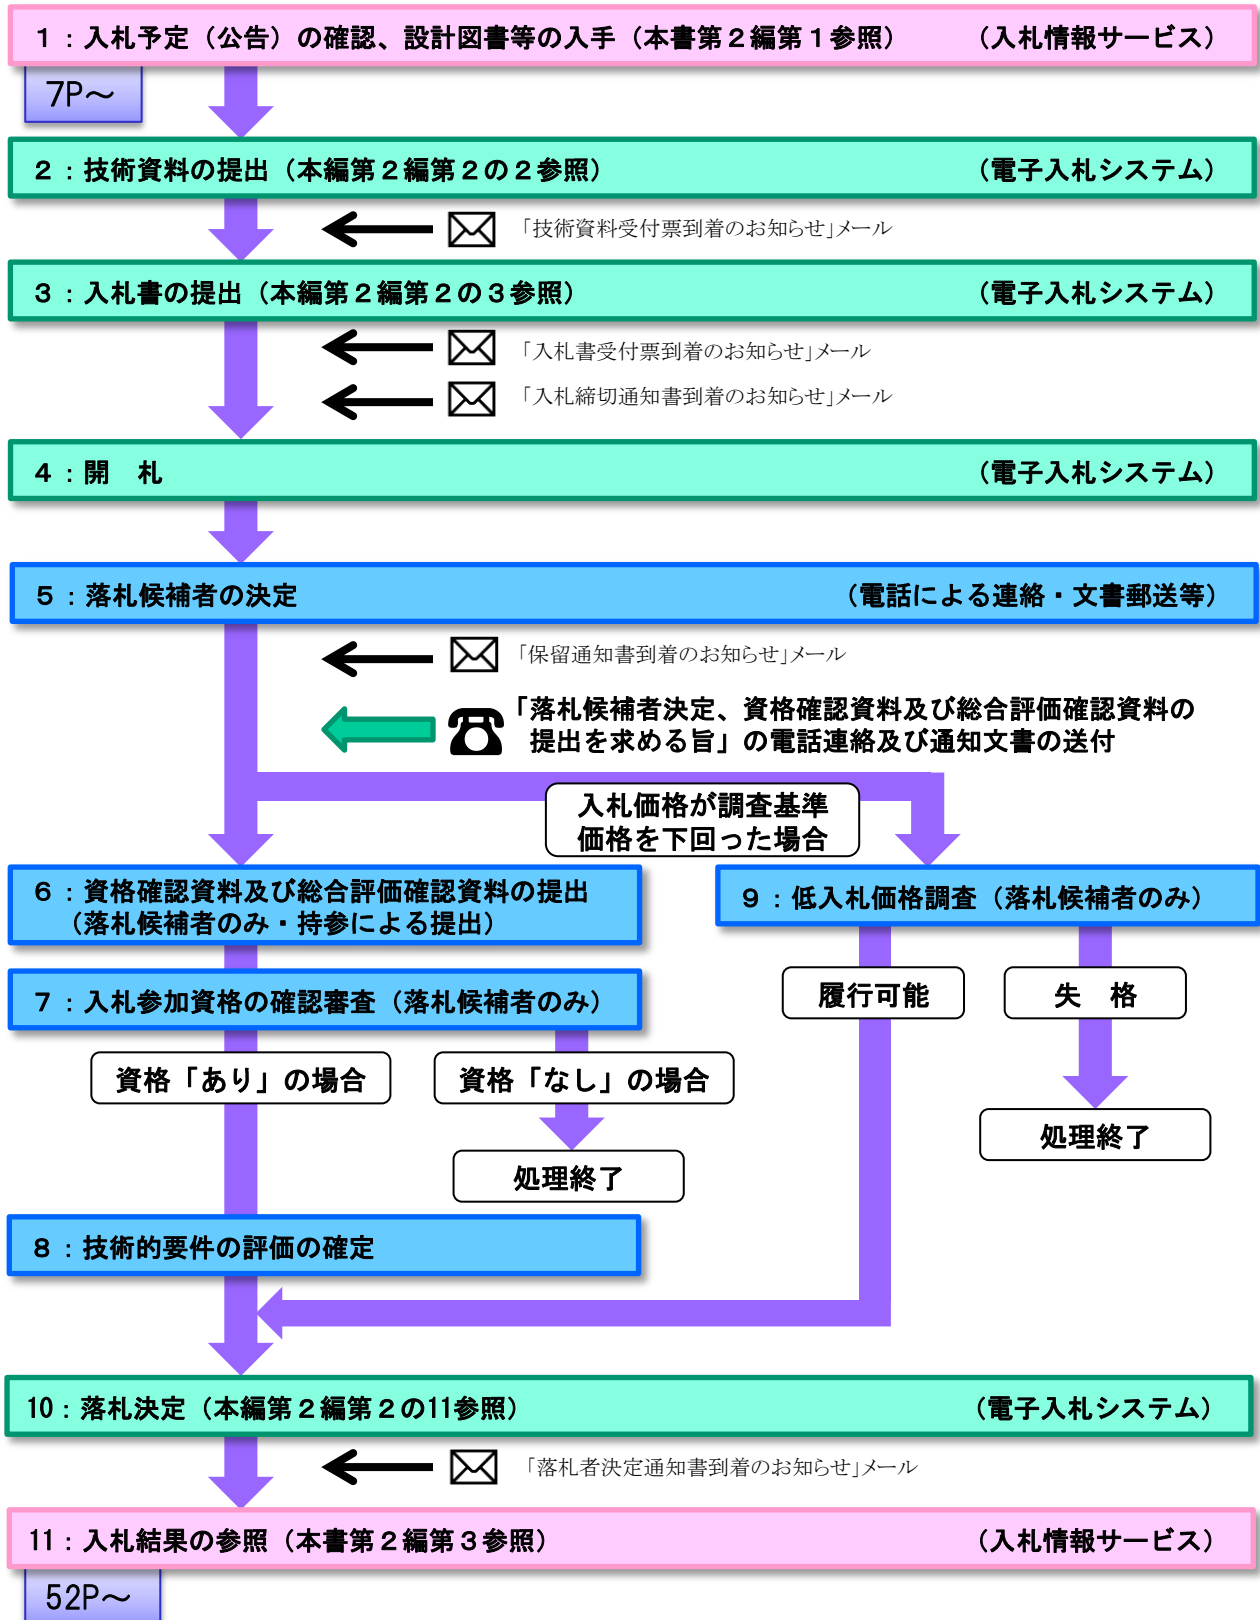 １：入札予定（公告）の確認、設計図書等の入手（本書第２編第１参照）　（入札情報サービス）
7P～
２：技術資料の提出（本編第２編第２の２参照）　（電子入札システム）
「技術資料受付票到着のお知らせ」メール
３：入札書の提出（本編第２編第２の３参照）　（電子入札システム）
「入札書受付票到着のお知らせ」メール
「入札締切通知書到着のお知らせ」メール
４：開　札　（電子入札システム）
５：落札候補者の決定　（電話による連絡・文書郵送等）
「保留通知書到着のお知らせ」メール
「落札候補者決定、資格確認資料及び総合評価確認資料の
提出を求める旨」の電話連絡及び通知文書の送付
入札価格が調査基準
価格を下回った場合
６：資格確認資料及び総合評価確認資料の提出
（落札候補者のみ・持参による提出）
９：低入札価格調査（落札候補者のみ）
７：入札参加資格の確認審査（落札候補者のみ）
履行可能
失　格
資格「あり」の場合
資格「なし」の場合
処理終了
処理終了
８：技術的要件の評価の確定
10：落札決定（本編第２編第２の11参照）　（電子入札システム）
「落札者決定通知書到着のお知らせ」メール
11：入札結果の参照（本書第２編第３参照）　（入札情報サービス）
52P～